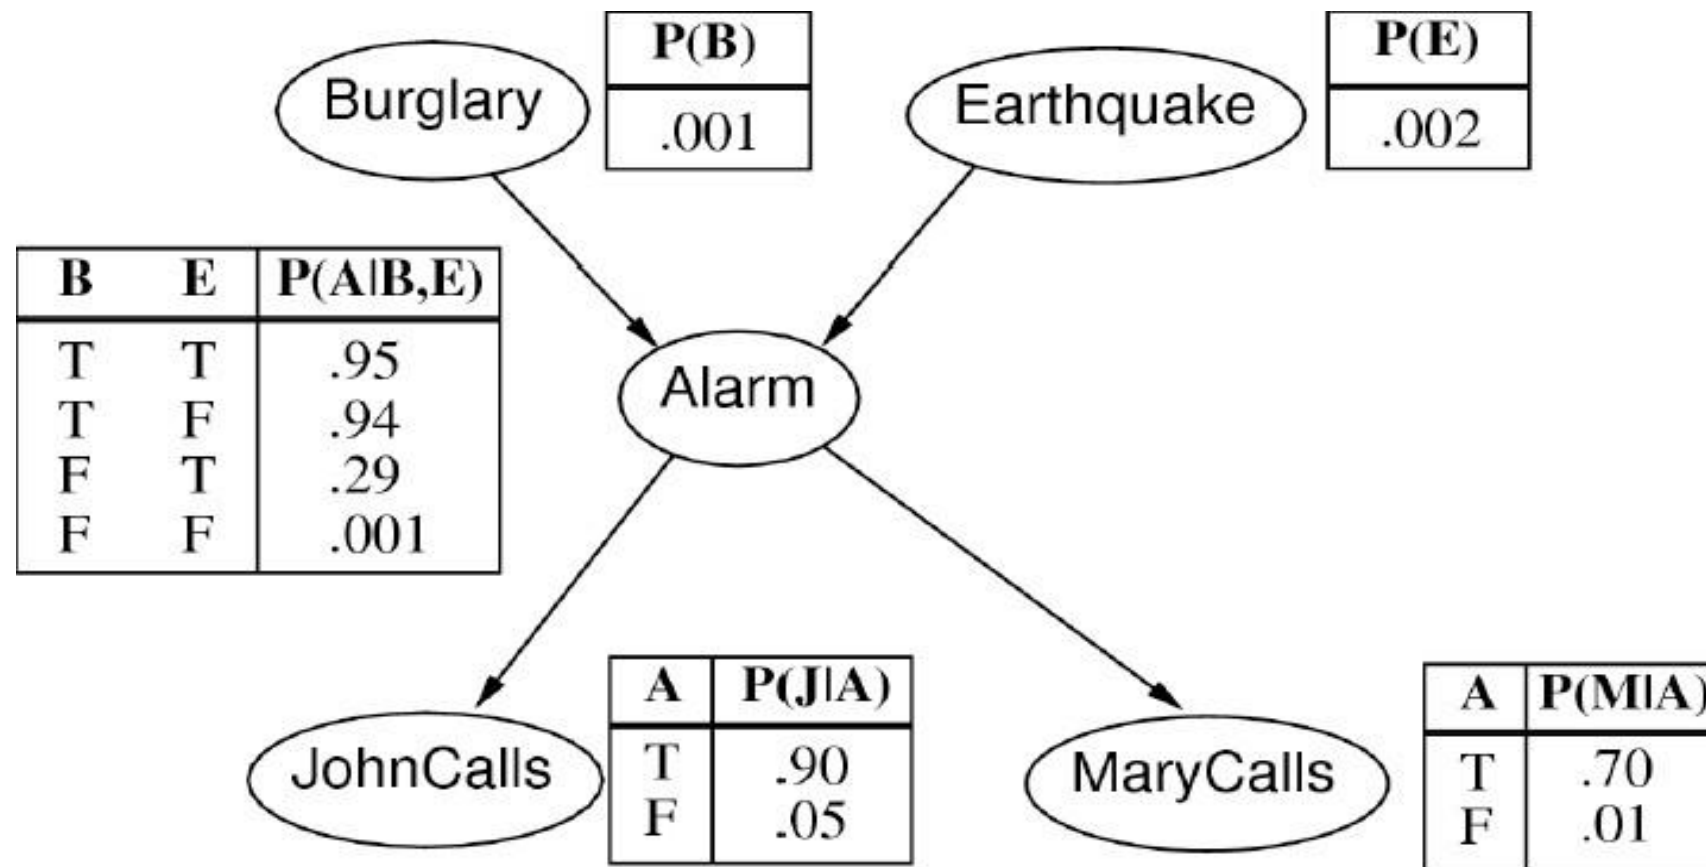 Burglary
P(B)
.001
Earthquake
P(E)
.002
B E P(A|B,E)
T T .95
T F .94
F T .29
F F .001
Alarm
JohnCalls
A P(J|A)
T .90
F .05
MaryCalls
A P(M|A)
T .70
F .01